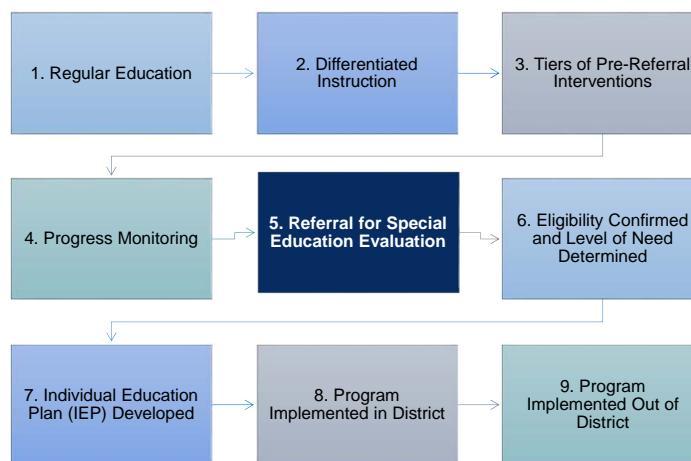 1. Regular Education
2. Differentiated
Instruction
3. Tiers of Pre-Referral
Interventions
4. Progress Monitoring
5. Referral for Special
Education Evaluation
6. Eligibility Confirmed
and Level of Need
Determined
7. Individual Education
Plan (IEP) Developed
8. Program
Implemented in District
9. Program
Implemented Out of
District